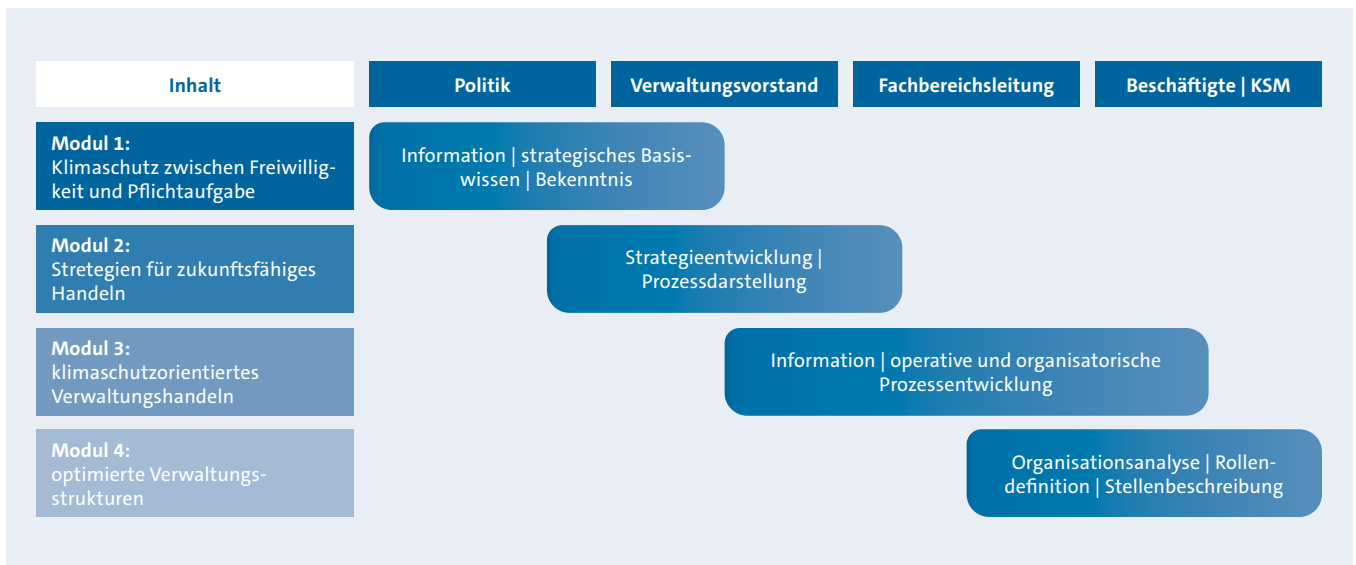 Inhalt
Politik
Verwaltungsvorstand
Fachbereichsleitung
Beschäftigte | KSM
Modul 1:
Klimaschutz zwischen Freiwillig-
keit und Pflichtaufgabe
Information | strategisches Basis-
wissen | Bekenntnis
Modul 2:
Stretegien für zukunftsfähiges
Handeln
Strategieentwicklung |
Prozessdarstellung
Modul 3:
klimaschutzorientiertes
Verwaltungshandeln
Information | operative und organisatorische
Prozessentwicklung
Modul 4:
optimierte Verwaltungs-
strukturen
Organisationsanalyse | Rollen-
definition | Stellenbeschreibung